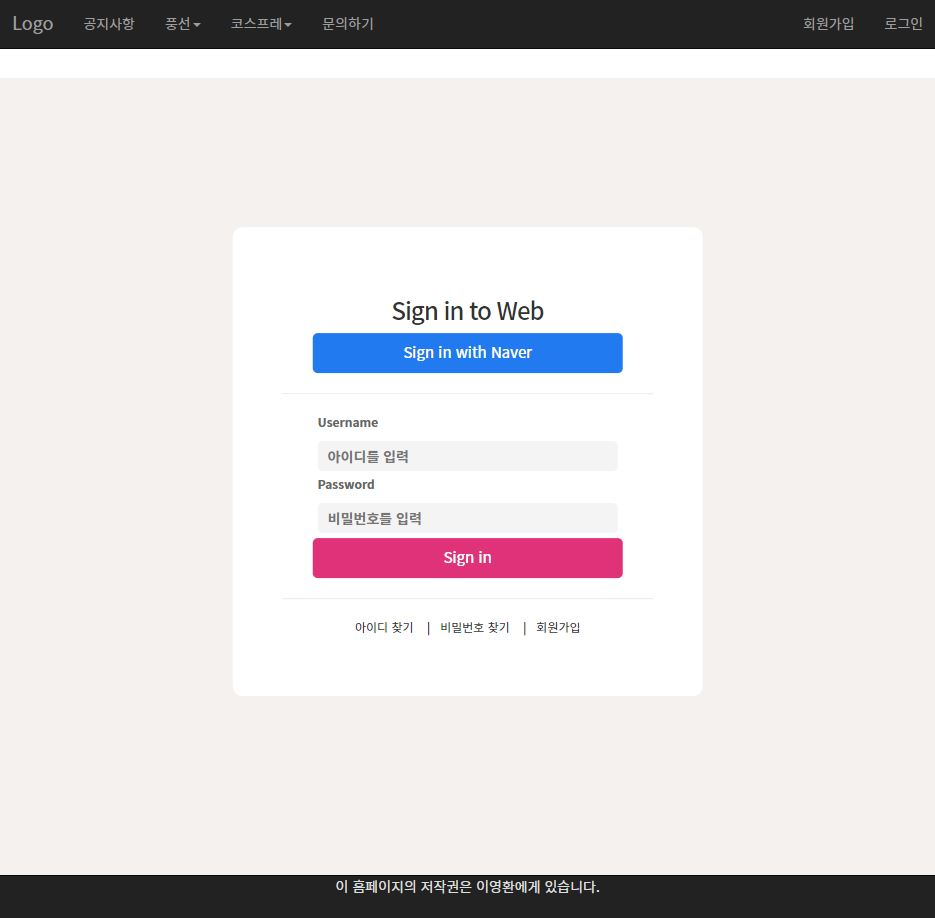 Logo 공지사항 풍선 코스프레 문의하기 회원가입 로그인
Sign in to Web
Sign in with Naver
Username
아이디를 입력
Password
비밀번호를 입력
Sign in
아이디 찾기 | 비밀번호 찾기 | 회원가입
이 홈페이지의 저작권은 이영환에게 있습니다.